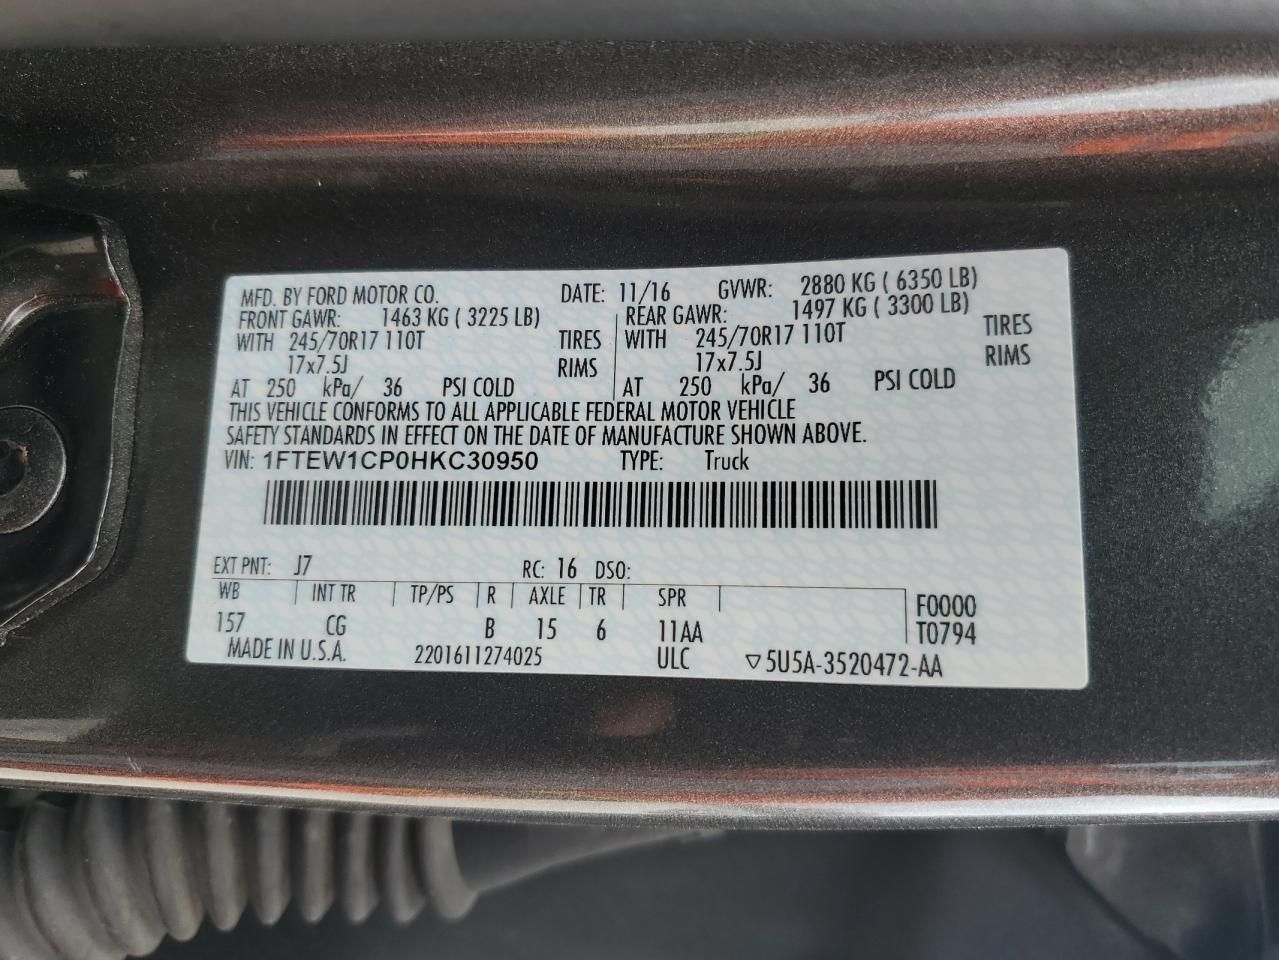 MFD. BY FORD MOTOR CO. DATE: 11/16 GVWR: 2880 KG ( 6350 LB)
FRONT GAWR: 1463 KG ( 3225 LB) REAR GAWR: 1497 KG ( 3300 LB)
WITH 245/70R17 110T TIRES WITH 245/70R17 110T TIRES
17x7.5J RIMS 17x7.5J RIMS
AT 250 kPa/ 36 PSI COLD AT 250 kPa/ 36 PSI COLD
THIS VEHICLE CONFORMS TO ALL APPLICABLE FEDERAL MOTOR VEHICLE
SAFETY STANDARDS IN EFFECT ON THE DATE OF MANUFACTURE SHOWN ABOVE.
VIN: 1FTEW1CP0HKC30950 TYPE: Truck
EXT PNT: J7 RC: 16 DSO:
WB INT TR TP/PS R AXLE TR SPR F0000
157 CG B 15 6 11AA T0794
MADE IN U.S.A. 2201611274025 ULC ▽5U5A-3520472-AA